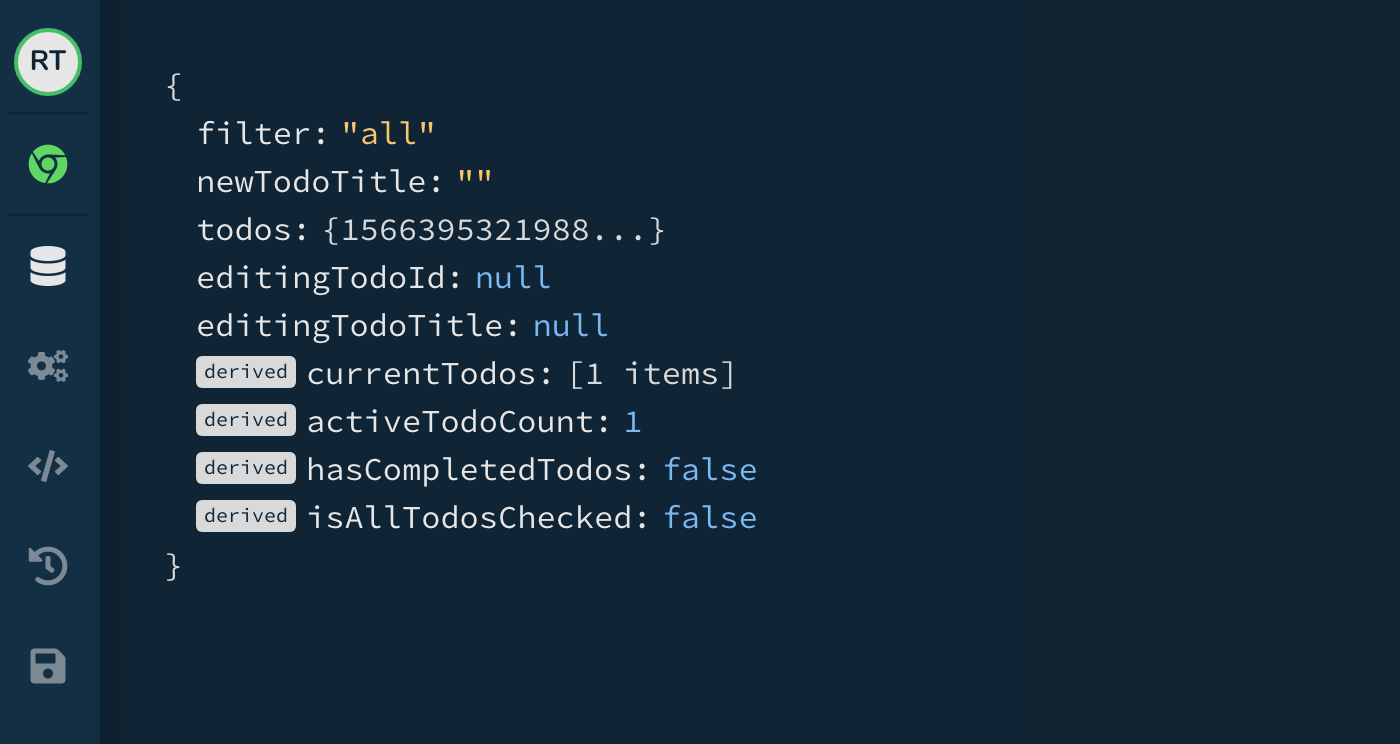 RT
{
filter: "all"
newTodoTitle: ""
todos: {1566395321988...}
editingTodoId: null
editingTodoTitle: null
derived currentTodos: [1 items]
derived activeTodoCount: 1
derived hasCompletedTodos: false
derived isAllTodosChecked: false
}